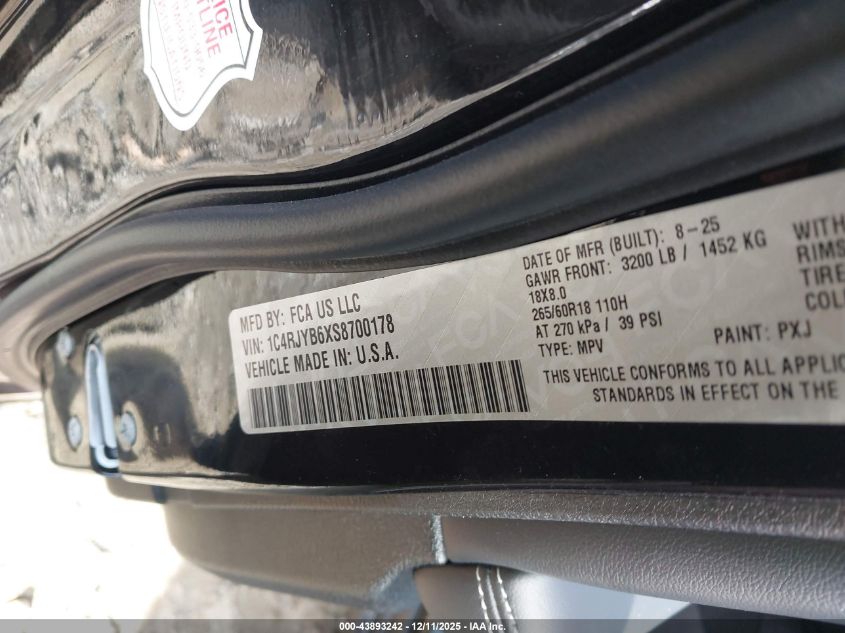 ICE
TLINE
MFD BY: FCA US LLC
VIN: 1C4RJYB6XS8700178
VEHICLE MADE IN: U.S.A.
DATE OF MFR (BUILT): 8-25
GAWR FRONT: 3200 LB / 1452 KG
18X8.0
265/60R18 110H
AT 270 kPa / 39 PSI
TYPE: MPV
PAINT: PXJ
THIS VEHICLE CONFORMS TO ALL APPLIC
STANDARDS IN EFFECT ON THE
WITH
RIMS
TIRE
COL
000-43893242 - 12/11/2025 - IAA Inc.